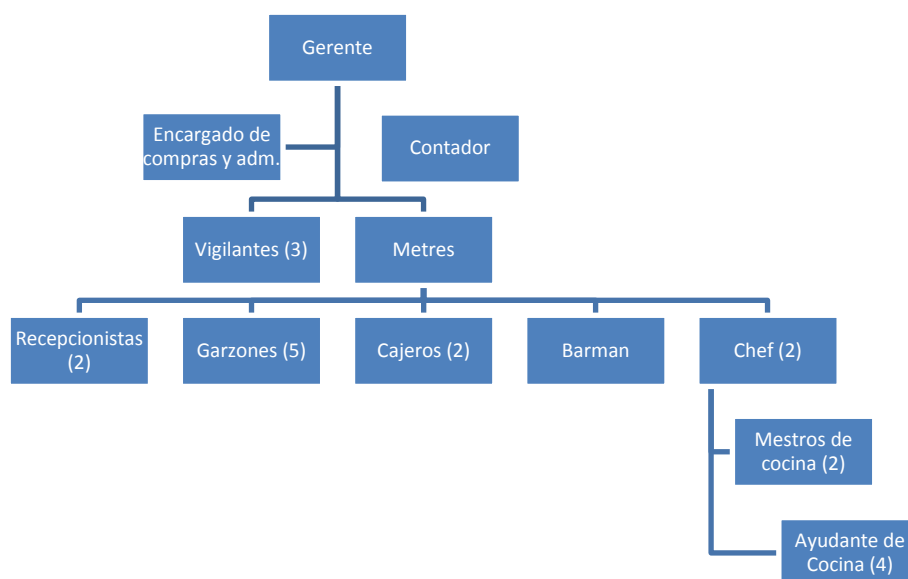 Gerente
Encargado de
compras y adm.
Contador
Vigilantes (3)
Metres
Recepcionistas
(2)
Garzones (5)
Cajeros (2)
Barman
Chef (2)
Mestros de
cocina (2)
Ayudante de
Cocina (4)